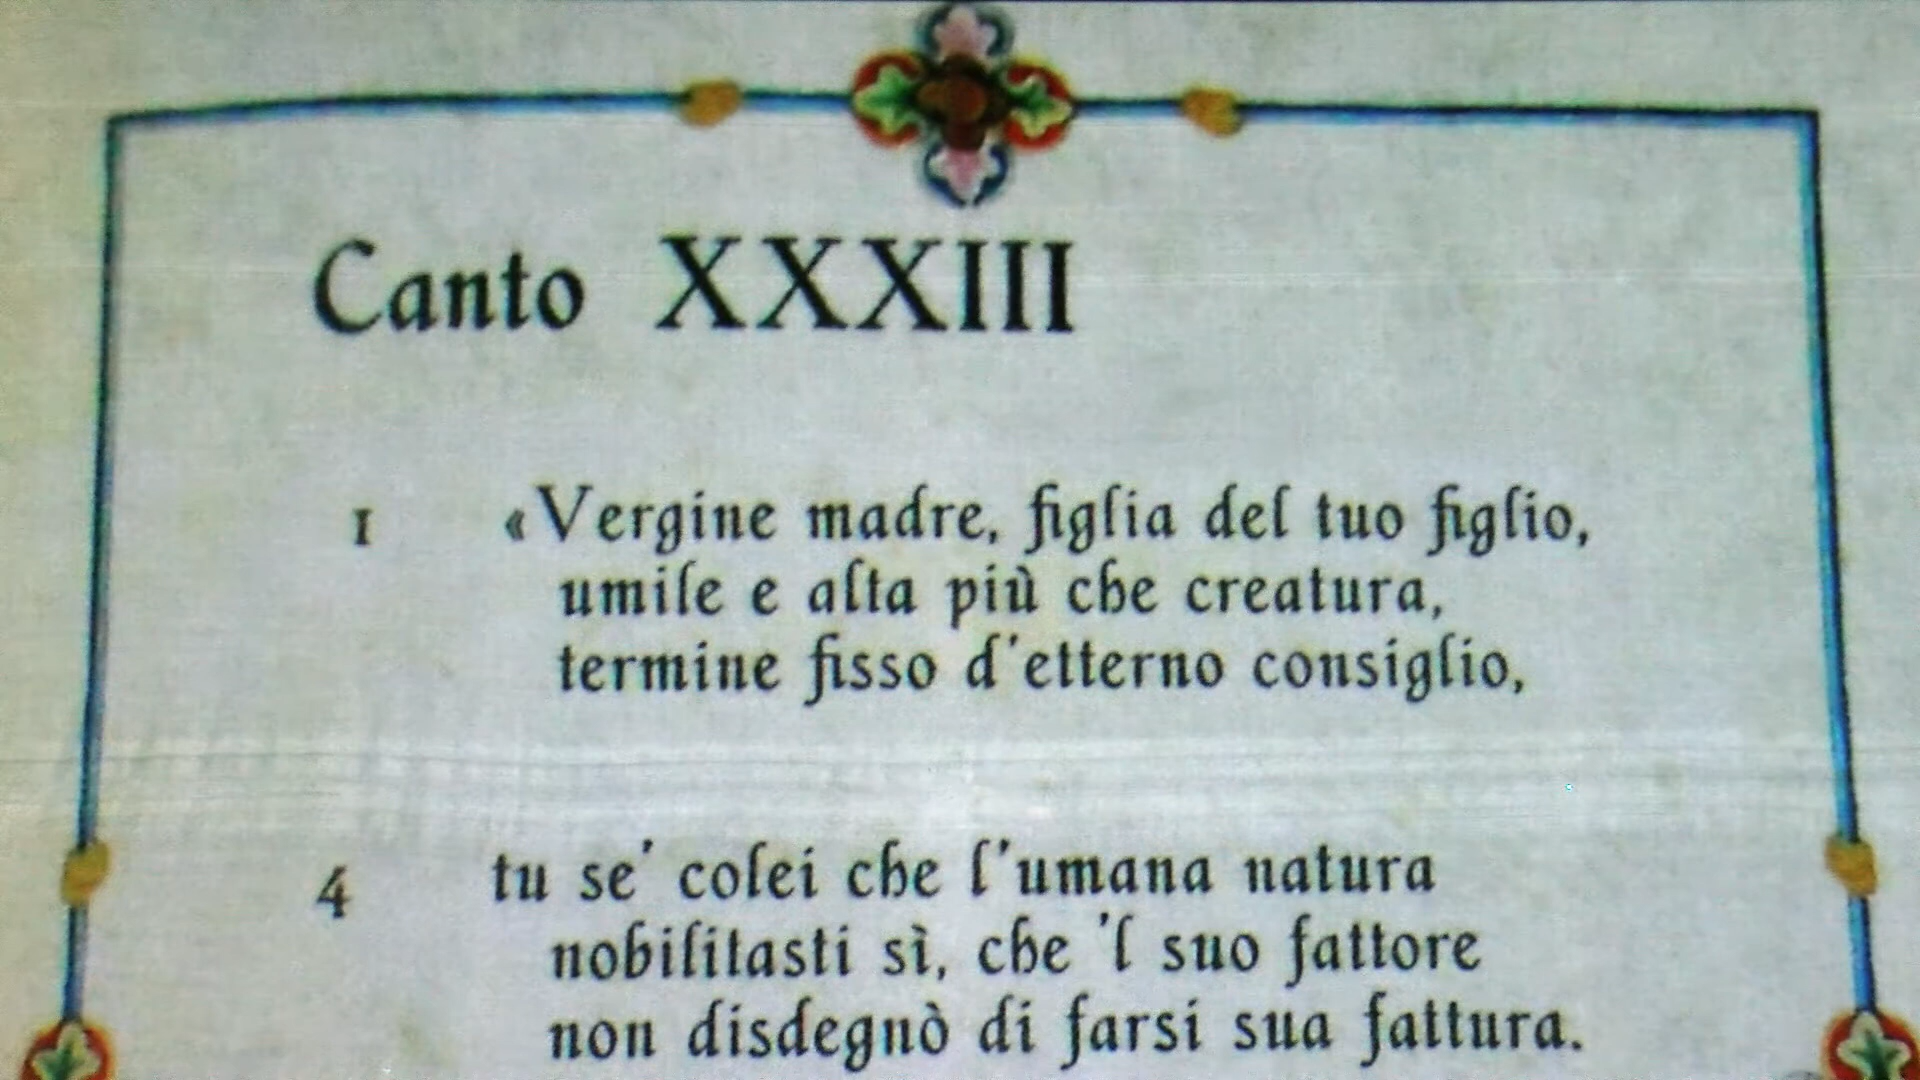 Canto XXXIII
1 «Vergine madre, figlia del tuo figlio,
umile e alta più che creatura,
termine fisso d'etterno consiglio,
4 tu se' colei che l'umana natura
nobilitasti sì, che 'l suo fattore
non disdegnò di farsi sua fattura.